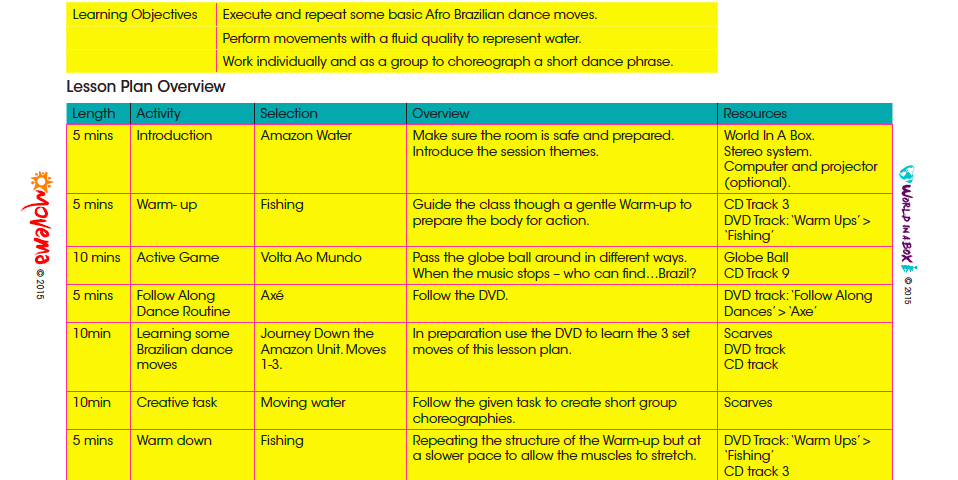 Learning Objectives Execute and repeat some basic Afro Brazilian dance moves.
Perform movements with a fluid quality to represent water.
Work individually and as a group to choreograph a short dance phrase.
Lesson Plan Overview
Length Activity Selection Overview Resources
5 mins Introduction Amazon Water Make sure the room is safe and prepared. World In A Box.
Introduce the session themes. Stereo system.
Computer and projector
(optional).
5 mins Warm- up Fishing Guide the class though a gentle Warm-up to CD Track 3
prepare the body for action. DVD Track: ‘Warm Ups’ >
‘Fishing’
10 mins Active Game Volta Ao Mundo Pass the globe ball around in different ways. Globe Ball
When the music stops – who can find…Brazil? CD Track 9
5 mins Follow Along Axé Follow the DVD. DVD track: ‘Follow Along
Dance Routine Dances’ > ‘Axe’
10min Learning some Journey Down the In preparation use the DVD to learn the 3 set Scarves
Brazilian dance Amazon Unit. Moves moves of this lesson plan. DVD track
moves 1-3. CD track
10min Creative task Moving water Follow the given task to create short group Scarves
choreographies.
5 mins Warm down Fishing Repeating the structure of the Warm-up but at DVD Track: ‘Warm Ups’ >
a slower pace to allow the muscles to stretch. ‘Fishing’
CD track 3
movema © 2015
WORLD IN A BOX © 2015